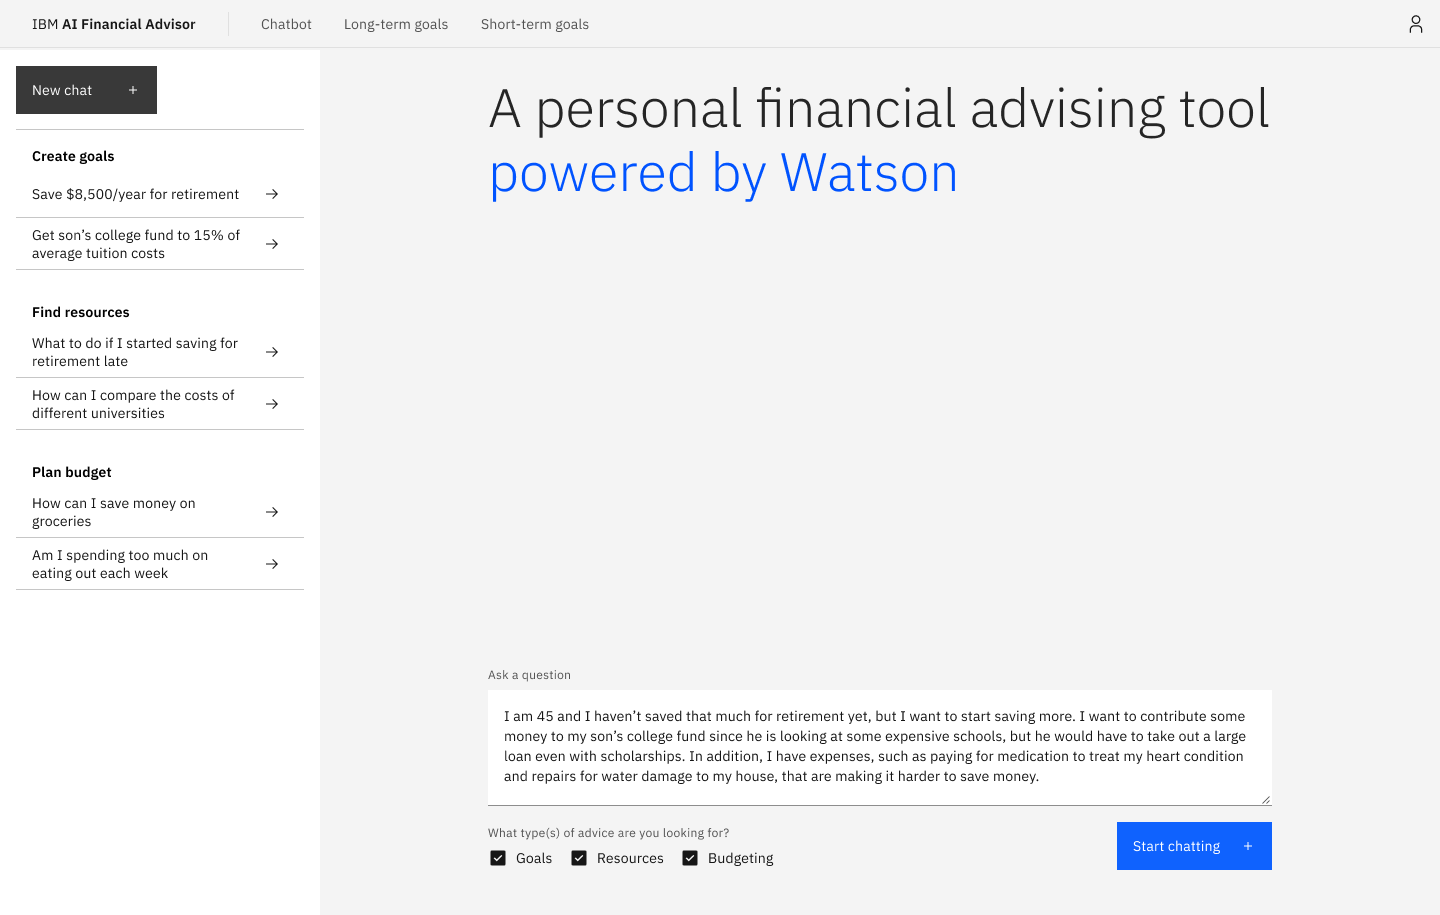 IBM AI Financial Advisor
Chatbot
Long-term goals
Short-term goals
New chat
Create goals
Save $8,500/year for retirement
Get son’s college fund to 15% of
average tuition costs
Find resources
What to do if I started saving for
retirement late
How can I compare the costs of
different universities
Plan budget
How can I save money on
groceries
Am I spending too much on
eating out each week
A personal financial advising tool
powered by Watson
Ask a question
I am 45 and I haven’t saved that much for retirement yet, but I want to start saving more. I want to contribute some
money to my son’s college fund since he is looking at some expensive schools, but he would have to take out a large
loan even with scholarships. In addition, I have expenses, such as paying for medication to treat my heart condition
and repairs for water damage to my house, that are making it harder to save money.
What type(s) of advice are you looking for?
Goals
Resources
Budgeting
Start chatting